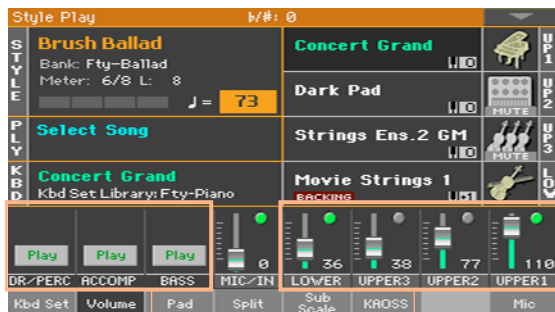 Style Play ♭/#: 0
STYLE
Brush Ballad
Bank: Fty-Ballad
Meter: 6/8 L: 8
♩ = 73
Concert Grand
UP1
Dark Pad
MUTE
UP2
PLY
Select Song
Strings Ens.2 GM
MUTE
UP3
KBD
Concert Grand
Kbd Set Library: Fty-Piano
Movie Strings 1
BACKING
LOW
Play Play Play 0 36 38 77 110
DR/PERC ACCOMP BASS MIC/IN LOWER UPPER3 UPPER2 UPPER1
Kbd Set Volume Pad Split Sub Scale KAOSS Mic